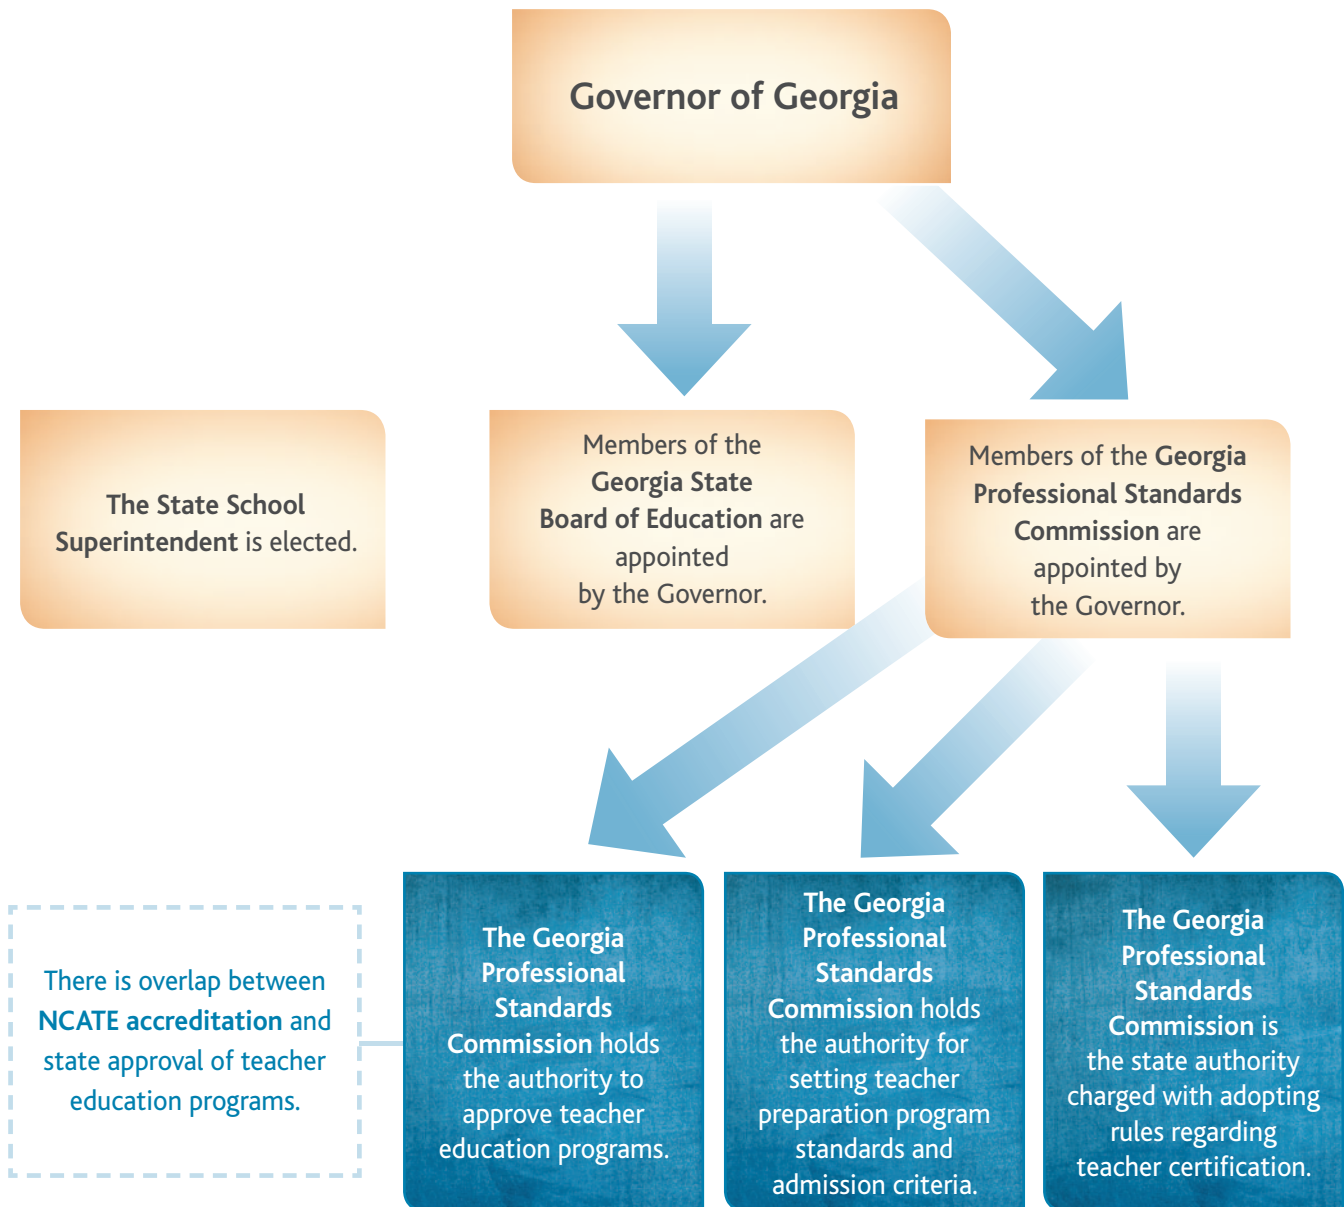 Governor of Georgia
The State School
Superintendent is elected.
Members of the
Georgia State
Board of Education are
appointed
by the Governor.
Members of the Georgia
Professional Standards
Commission are
appointed by
the Governor.
There is overlap between
NCATE accreditation and
state approval of teacher
education programs.
The Georgia
Professional
Standards
Commission holds
the authority to
approve teacher
education programs.
The Georgia
Professional
Standards
Commission holds
the authority for
setting teacher
preparation program
standards and
admission criteria.
The Georgia
Professional
Standards
Commission is
the state authority
charged with adopting
rules regarding
teacher certification.